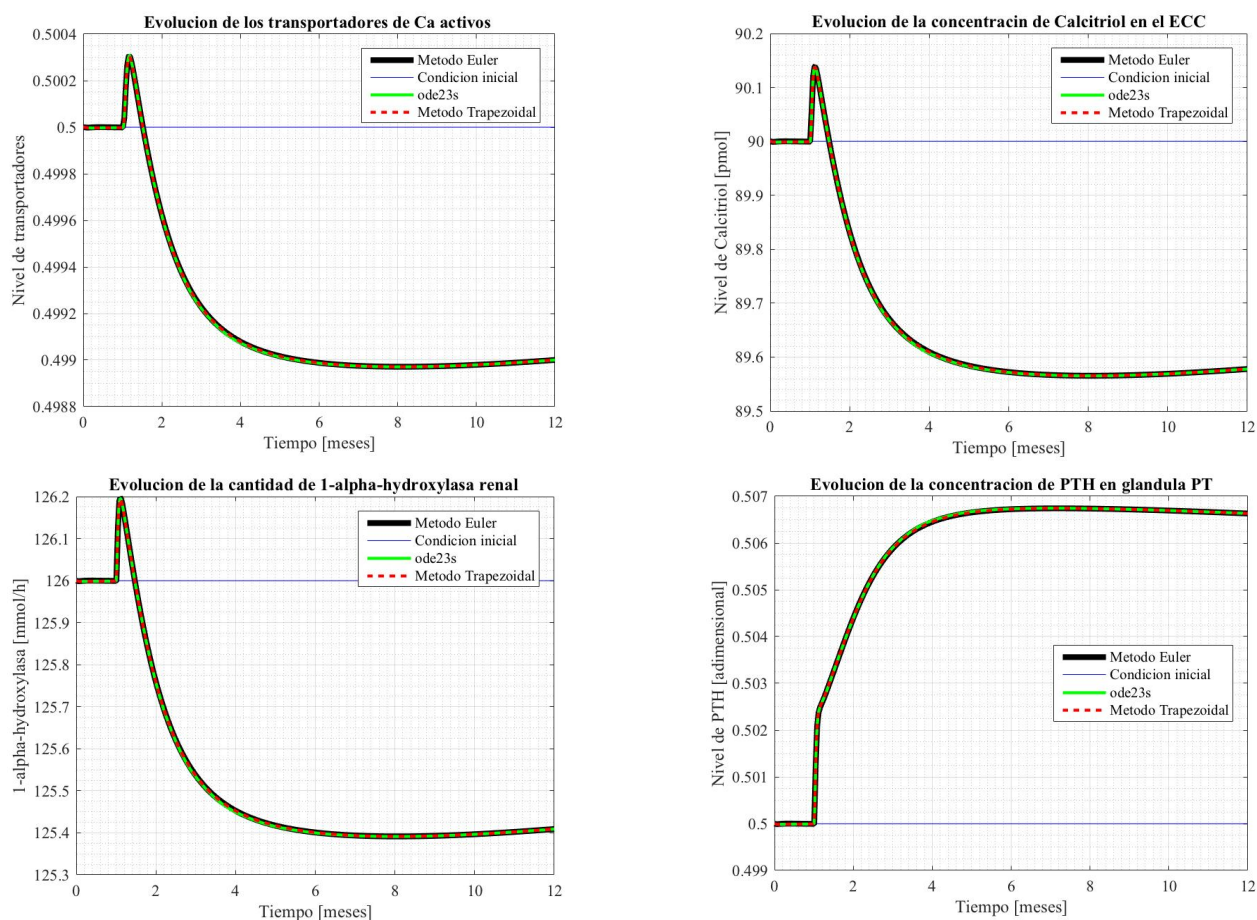 Evolucion de los transportadores de Ca activos
0.5004
0.5002
0.5
0.4998
0.4996
0.4994
0.4992
0.499
0.4988
Nivel de transportadores
Metodo Euler
Condicion inicial
ode23s
Metodo Trapezoidal
0 2 4 6 8 10 12
Tiempo [meses]
Evolucion de la concentracin de Calcitriol en el ECC
90.2
90.1
90
89.9
89.8
89.7
89.6
89.5
Nivel de Calcitriol [pmol]
Metodo Euler
Condicion inicial
ode23s
Metodo Trapezoidal
0 2 4 6 8 10 12
Tiempo [meses]
Evolucion de la cantidad de 1-alpha-hydroxylasa renal
126.2
126.1
126
125.9
125.8
125.7
125.6
125.5
125.4
125.3
1-alpha-hydroxylasa [mmol/h]
Metodo Euler
Condicion inicial
ode23s
Metodo Trapezoidal
0 2 4 6 8 10 12
Tiempo [meses]
Evolucion de la concentracion de PTH en glandula PT
0.507
0.506
0.505
0.504
0.503
0.502
0.501
0.5
0.499
Nivel de PTH [adimensional]
Metodo Euler
Condicion inicial
ode23s
Metodo Trapezoidal
0 2 4 6 8 10 12
Tiempo [meses]